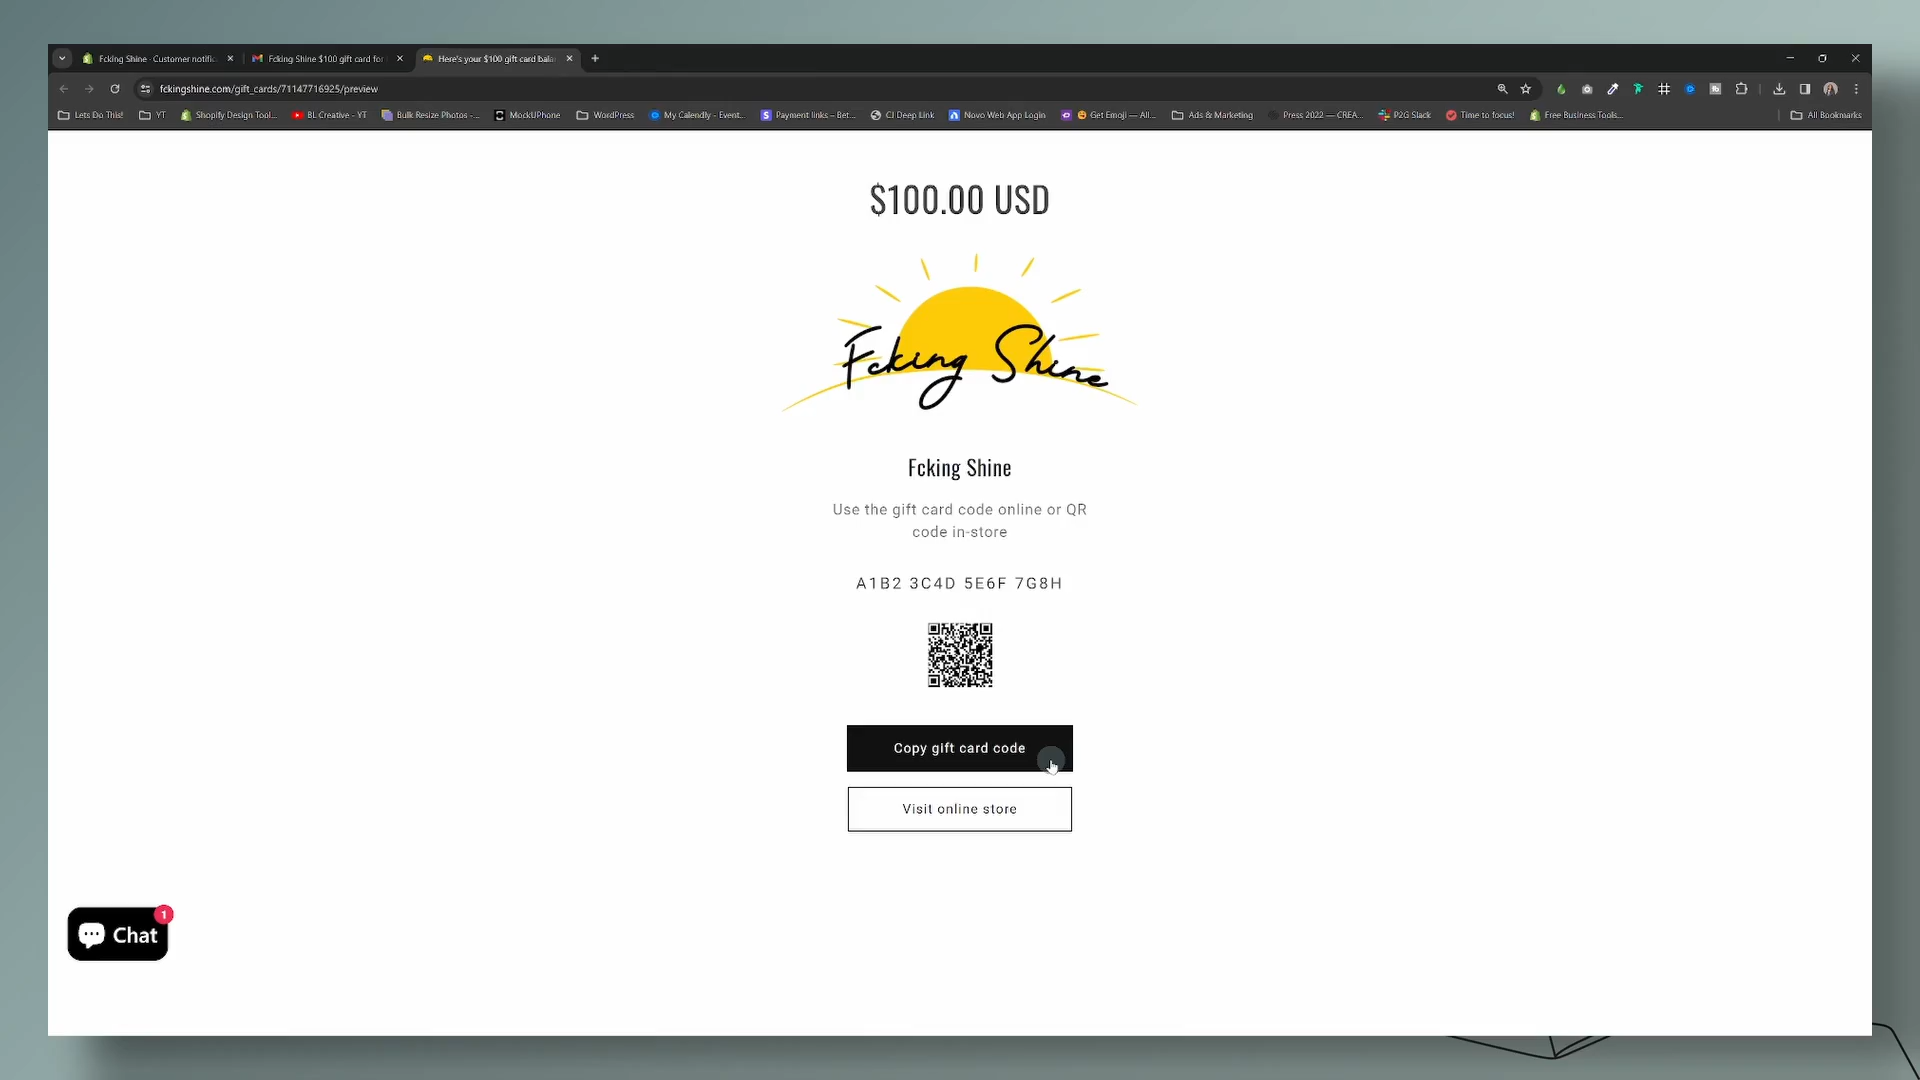 Fcking Shine · Customer notific
Fcking Shine $100 gift card for
Here's your $100 gift card balan
fckingshine.com/gift_cards/71147716925/preview
Lets Do This!
YT
Shopify Design Tool...
BL Creative - YT
Bulk Resize Photos -...
MockUPhone
WordPress
My Calendly - Event...
Payment links – Bet...
CJ Deep Link
Novo Web App Login
Get Emoji — All...
Ads & Marketing
Press 2022 — CREA...
P2G Slack
Time to focus!
Free Business Tools...
All Bookmarks
$100.00 USD
Fcking Shine
Fcking Shine
Use the gift card code online or QR
code in-store
A1B2 3C4D 5E6F 7G8H
Copy gift card code
Visit online store
1
Chat